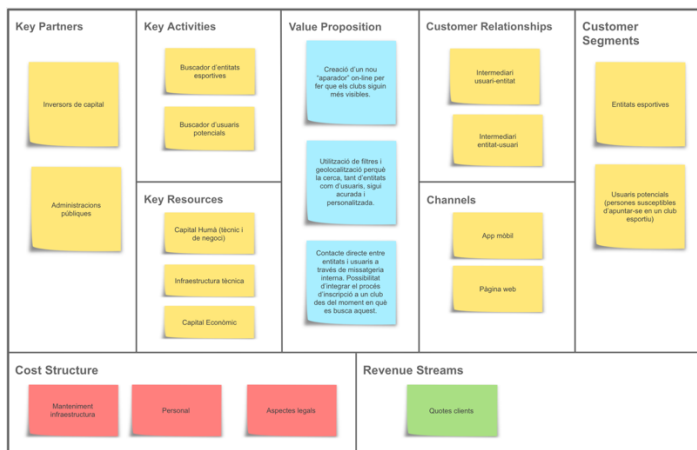 Key Partners
Inversors de capital
Administracions
públiques
Key Activities
Buscador d'entitats
esportives
Buscador d'usuaris
potencials
Key Resources
Capital Humà (tècnic i
de negoci)
Infraestructura tècnica
Capital Econòmic
Value Proposition
Creació d'un nou
"aparador" on-line per
fer que els clubs siguin
més visibles.
Utilització de filtres i
geolocalització perquè
la cerca, tant d'entitats
com d'usuaris, sigui
acurada i
personalitzada.
Contacte directe entre
entitats i usuaris a
través de missatgeria
interna. Possibilitat
d'integrar el procés
d'inscripció a un club
des del moment en què
es busca aquest.
Customer Relationships
Intermediari
usuari-entitat
Intermediari
entitat-usuari
Channels
App mòbil
Pàgina web
Customer
Segments
Entitats esportives
Usuaris potencials
(persones susceptibles
d'apuntar-se en un club
esportiu)
Cost Structure
Manteniment
infraestructura
Personal
Aspectes legals
Revenue Streams
Quotes clients